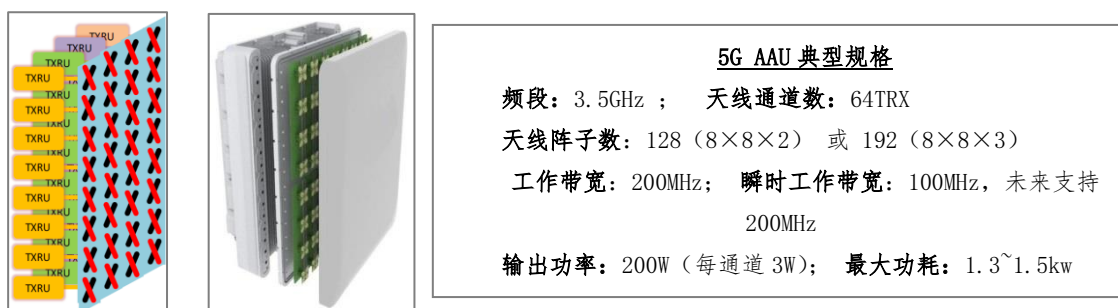 TXRU
TXRU
TXRU
TXRU
TXRU
TXRU
TXRU
TXRU
TXRU
TXRU
5G AAU 典型规格
频段：3.5GHz ； 天线通道数：64TRX
天线阵子数：128（8×8×2） 或 192（8×8×3）
工作带宽：200MHz； 瞬时工作带宽：100MHz，未来支持
200MHz
输出功率：200W（每通道 3W）； 最大功耗：1.3~1.5kw